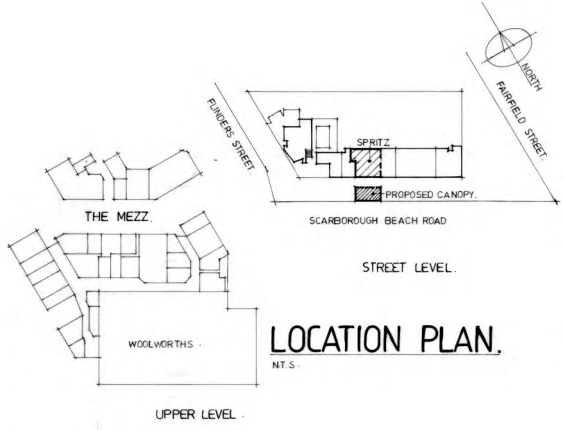 NORTH
FLINDERS STREET.
FAIRFIELD STREET.
SPRITZ
PROPOSED CANOPY.
SCARBOROUGH BEACH ROAD
THE MEZZ.
STREET LEVEL.
WOOLWORTHS.
LOCATION PLAN.
N.T.S.
UPPER LEVEL.